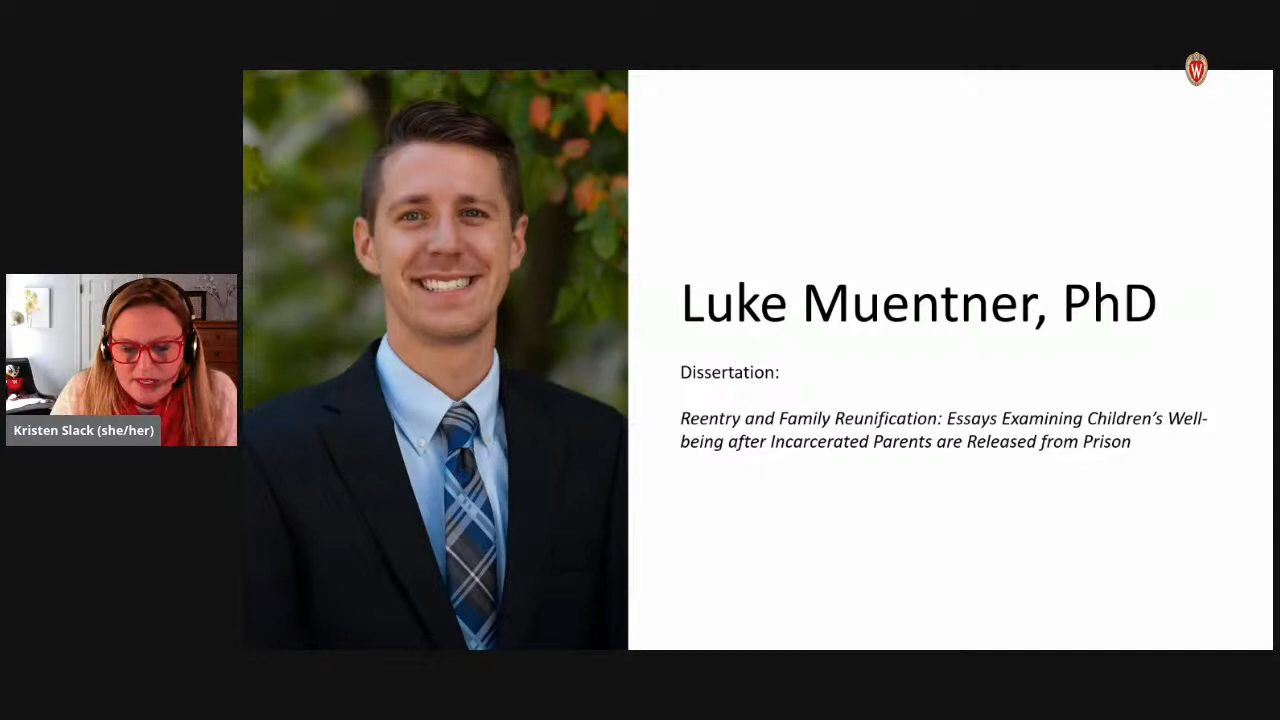 W
Luke Muentner, PhD
Dissertation:
Reentry and Family Reunification: Essays Examining Children's Well-
being after Incarcerated Parents are Released from Prison
Kristen Slack (she/her)